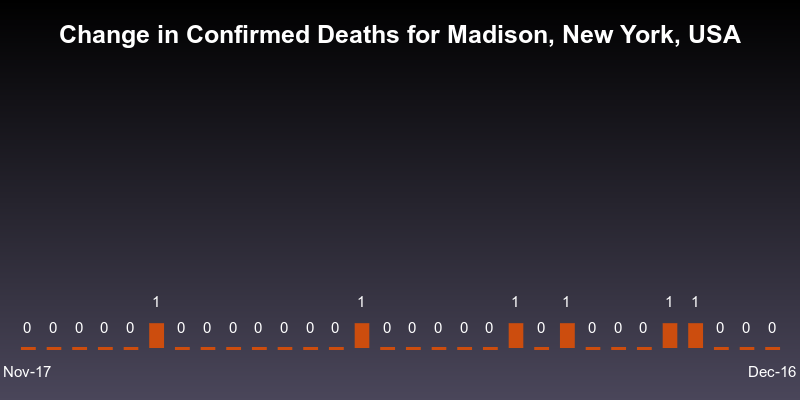 Change in Confirmed Deaths for Madison, New York, USA
0 0 0 0 0 1 0 0 0 0 0 0 0 1 0 0 0 0 0 1 0 1 0 0 0 1 1 0 0 0
Nov-17 Dec-16